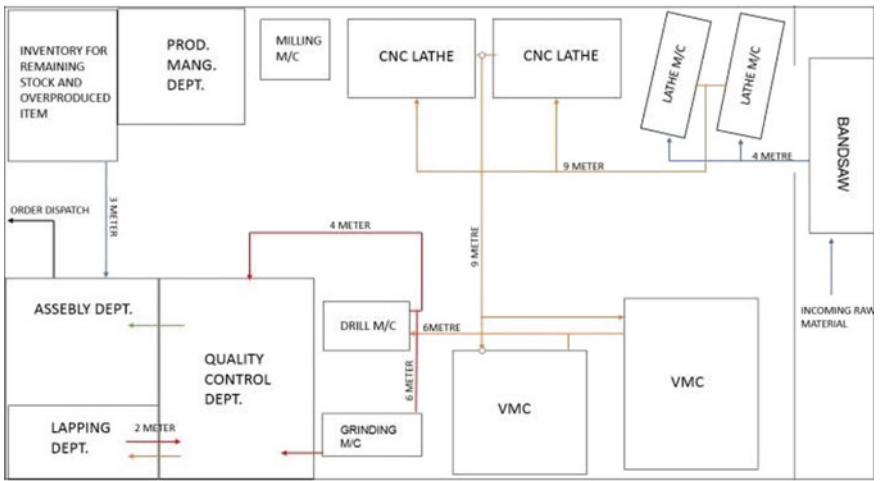 INVENTORY FOR
REMAINING
STOCK AND
OVERPRODUCED
ITEM
PROD.
MANG.
DEPT.
MILLING
M/C
CNC LATHE
CNC LATHE
LATHE M/C
LATHE M/C
BANDSAW
4 METRE
9 METER
ORDER DISPATCH
3 METER
4 METER
9 METRE
INCOMING RAW
MATERIAL
ASSEBLY DEPT.
QUALITY
CONTROL
DEPT.
DRILL M/C
6METRE
6 METER
VMC
VMC
LAPPING
DEPT.
2 METER
GRINDING
M/C